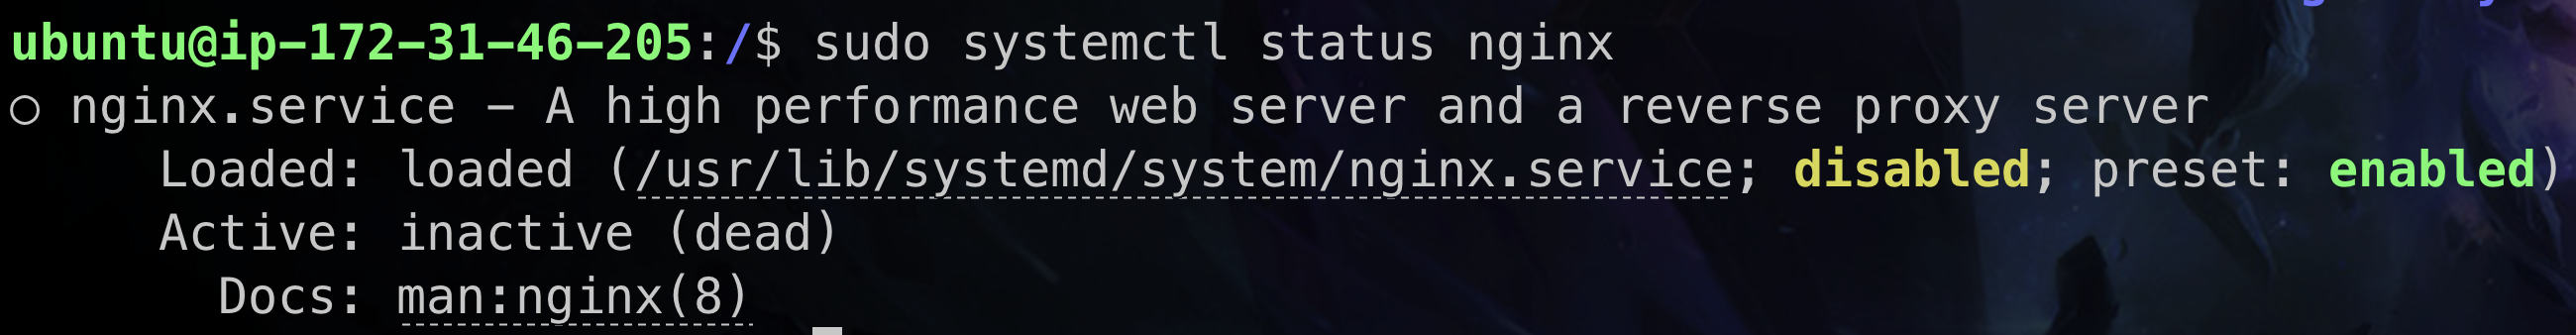 ubuntu@ip-172-31-46-205:/$ sudo systemctl status nginx
○ nginx.service - A high performance web server and a reverse proxy server
Loaded: loaded (/usr/lib/systemd/system/nginx.service; disabled; preset: enabled)
Active: inactive (dead)
Docs: man:nginx(8)